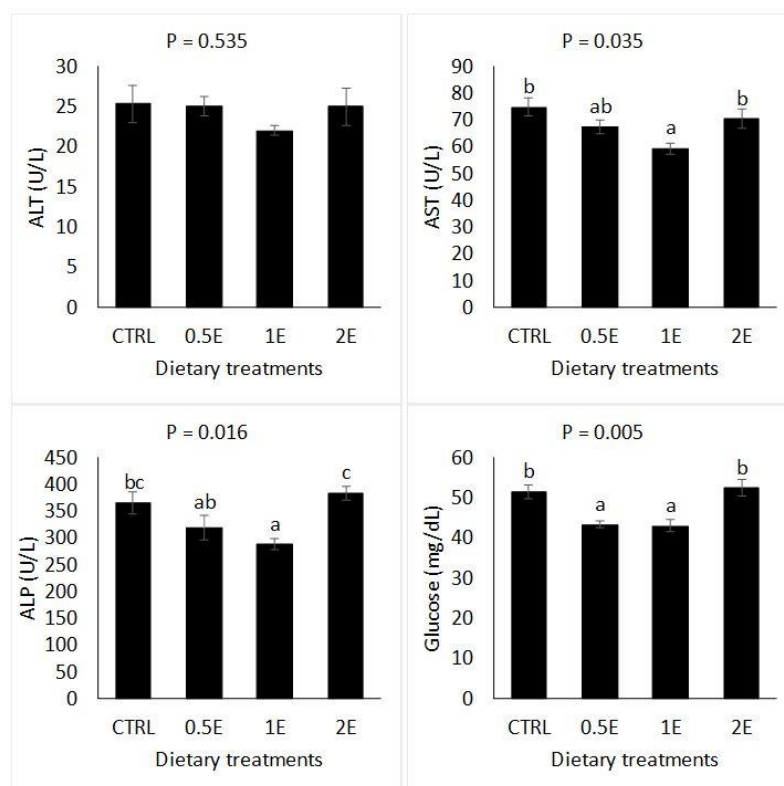 P = 0.535
30
25
20
15
10
5
0
ALT (U/L)
CTRL 0.5E 1E 2E
Dietary treatments
P = 0.035
90
80
70
60
50
40
30
20
10
0
AST (U/L)
b ab a b
CTRL 0.5E 1E 2E
Dietary treatments
P = 0.016
450
400
350
300
250
200
150
100
50
0
ALP (U/L)
bc ab a c
CTRL 0.5E 1E 2E
Dietary treatments
P = 0.005
60
50
40
30
20
10
0
Glucose (mg/dL)
b a a b
CTRL 0.5E 1E 2E
Dietary treatments